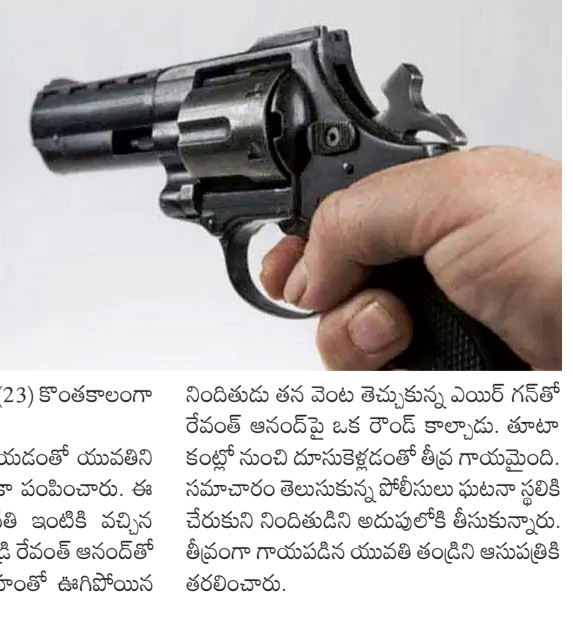 (23) కొంతకాలంగా
యువతిని
పంపించారు. ఈ
ఇంటికి వచ్చిన
రేవంత్ ఆనంద్‌తో
ఊగిపోయిన
నిందితుడు తన వెంట తెచ్చుకున్న ఎయిర్ గన్‌తో
రేవంత్ ఆనంద్‌పై ఒక రౌండ్ కాల్చాడు. తూటా
కంట్లో నుంచి దూసుకెళ్లడంతో తీవ్ర గాయమైంది.
సమాచారం తెలుసుకున్న పోలీసులు ఘటనా స్థలికి
చేరుకుని నిందితుడిని అదుపులోకి తీసుకున్నారు.
తీవ్రంగా గాయపడిన యువతి తండ్రిని ఆసుపత్రికి
తరలించారు.